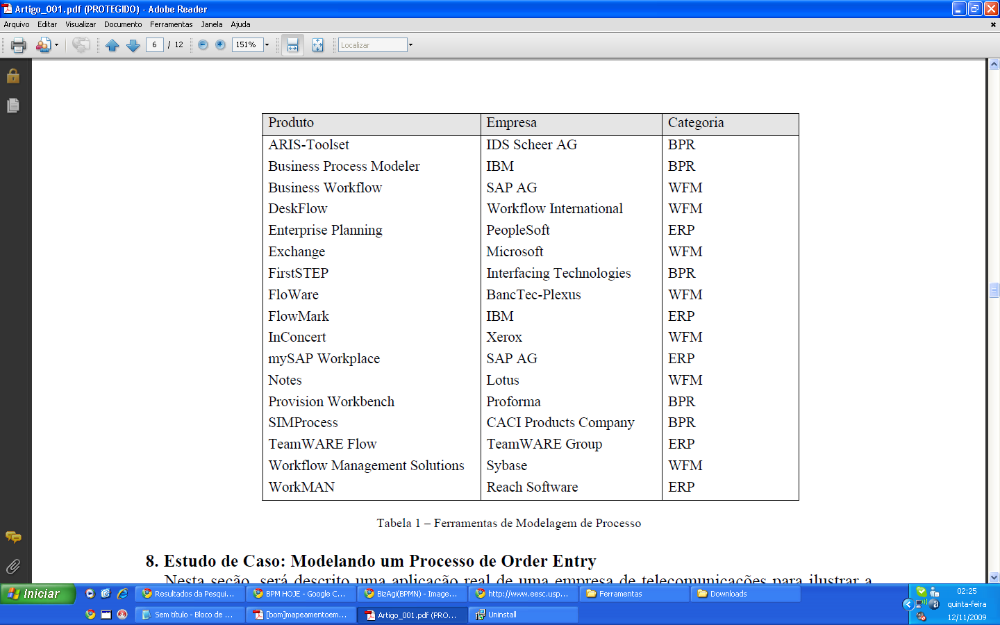 Artigo_001.pdf (PROTEGIDO) - Adobe Reader
Arquivo Editar Visualizar Documento Ferramentas Janela Ajuda
6 / 12 151% Localizar
Produto Empresa Categoria
ARIS-Toolset IDS Scheer AG BPR
Business Process Modeler IBM BPR
Business Workflow SAP AG WFM
DeskFlow Workflow International WFM
Enterprise Planning PeopleSoft ERP
Exchange Microsoft WFM
FirstSTEP Interfacing Technologies BPR
FloWare BancTec-Plexus WFM
FlowMark IBM ERP
InConcert Xerox WFM
mySAP Workplace SAP AG ERP
Notes Lotus WFM
Provision Workbench Proforma BPR
SIMProcess CACI Products Company BPR
TeamWARE Flow TeamWARE Group ERP
Workflow Management Solutions Sybase WFM
WorkMAN Reach Software ERP
Tabela 1 – Ferramentas de Modelagem de Processo
8. Estudo de Caso: Modelando um Processo de Order Entry
Nesta seção, será descrito uma aplicação real de uma empresa de telecomunicações para ilustrar a
Iniciar Resultados da Pesqui... BPM HOJE - Google C... BizAgi(BPMN) - Image... http://www.eesc.usp... Ferramentas Downloads 02:25
quinta-feira
Sem título - Bloco de ... [bom]mapeamentoem... Artigo_001.pdf (PRO... Uninstall 12/11/2009